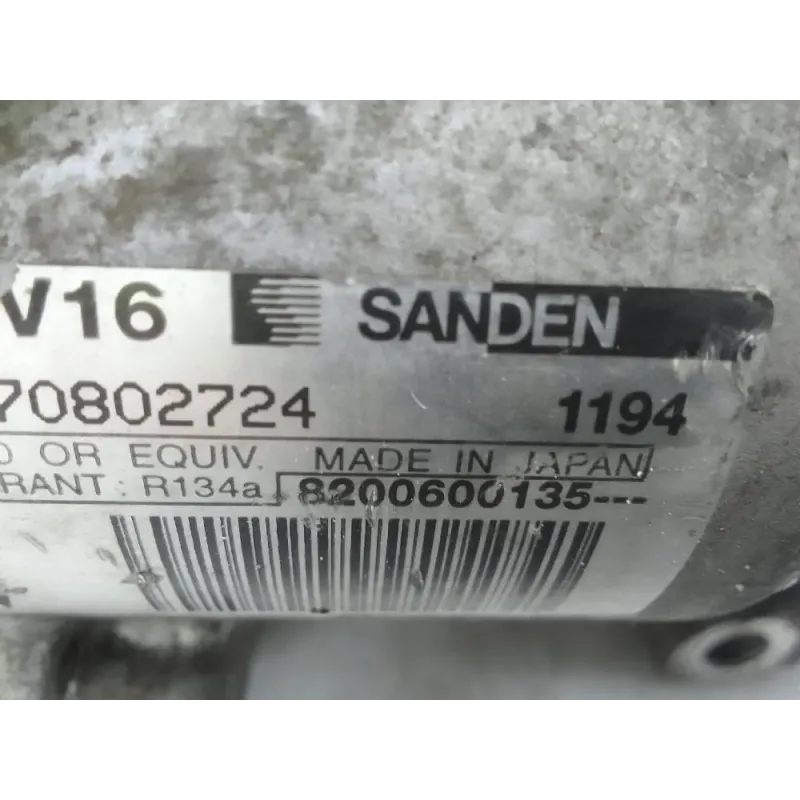 V16 SANDEN
70802724 1194
OR EQUIV. MADE IN JAPAN
RANT: R134a 8200600135---